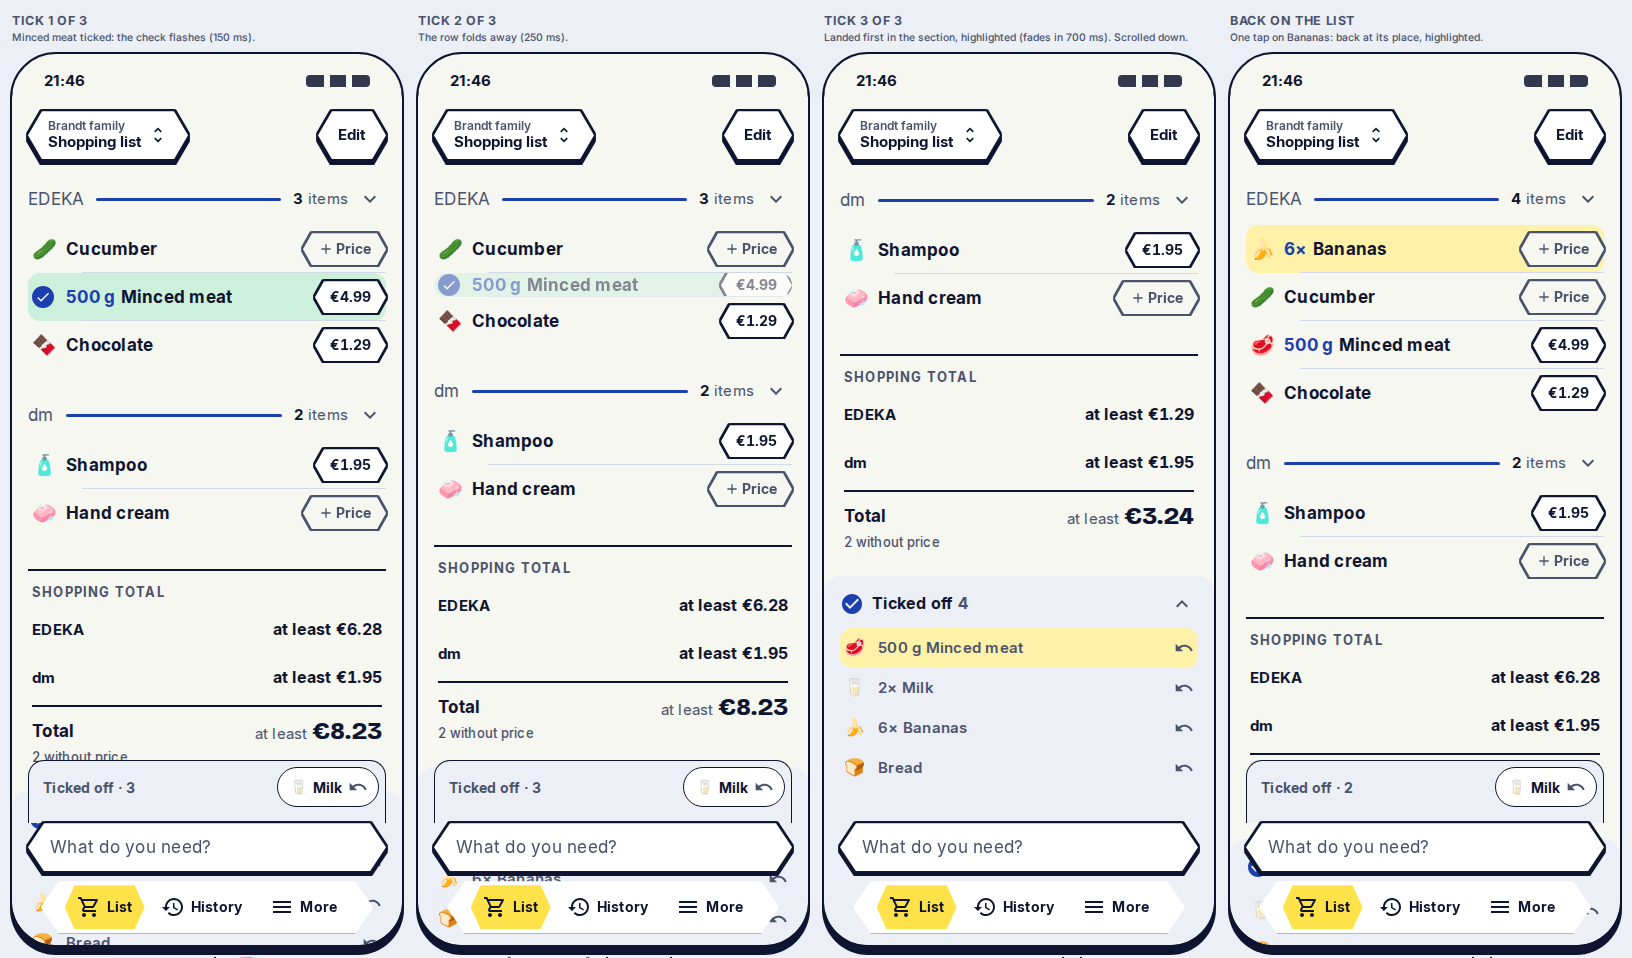 TICK 1 OF 3
Minced meat ticked: the check flashes (150 ms).
21:46
Brandt family
Shopping list
Edit
EDEKA 3 items
Cucumber + Price
500 g Minced meat €4.99
Chocolate €1.29
dm 2 items
Shampoo €1.95
Hand cream + Price
SHOPPING TOTAL
EDEKA at least €6.28
dm at least €1.95
Total at least €8.23
2 without price
Ticked off · 3 Milk
What do you need?
List History More
Bread
TICK 2 OF 3
The row folds away (250 ms).
21:46
Brandt family
Shopping list
Edit
EDEKA 3 items
Cucumber + Price
500 g Minced meat €4.99
Chocolate €1.29
dm 2 items
Shampoo €1.95
Hand cream + Price
SHOPPING TOTAL
EDEKA at least €6.28
dm at least €1.95
Total at least €8.23
2 without price
Ticked off · 3 Milk
What do you need?
6× Bananas
List History More
TICK 3 OF 3
Landed first in the section, highlighted (fades in 700 ms). Scrolled down.
21:46
Brandt family
Shopping list
Edit
dm 2 items
Shampoo €1.95
Hand cream + Price
SHOPPING TOTAL
EDEKA at least €1.29
dm at least €1.95
Total at least €3.24
2 without price
Ticked off 4
500 g Minced meat
2× Milk
6× Bananas
Bread
What do you need?
List History More
BACK ON THE LIST
One tap on Bananas: back at its place, highlighted.
21:46
Brandt family
Shopping list
Edit
EDEKA 4 items
6× Bananas + Price
Cucumber + Price
500 g Minced meat €4.99
Chocolate €1.29
dm 2 items
Shampoo €1.95
Hand cream + Price
SHOPPING TOTAL
EDEKA at least €6.28
dm at least €1.95
Ticked off · 2 Milk
What do you need?
List History More